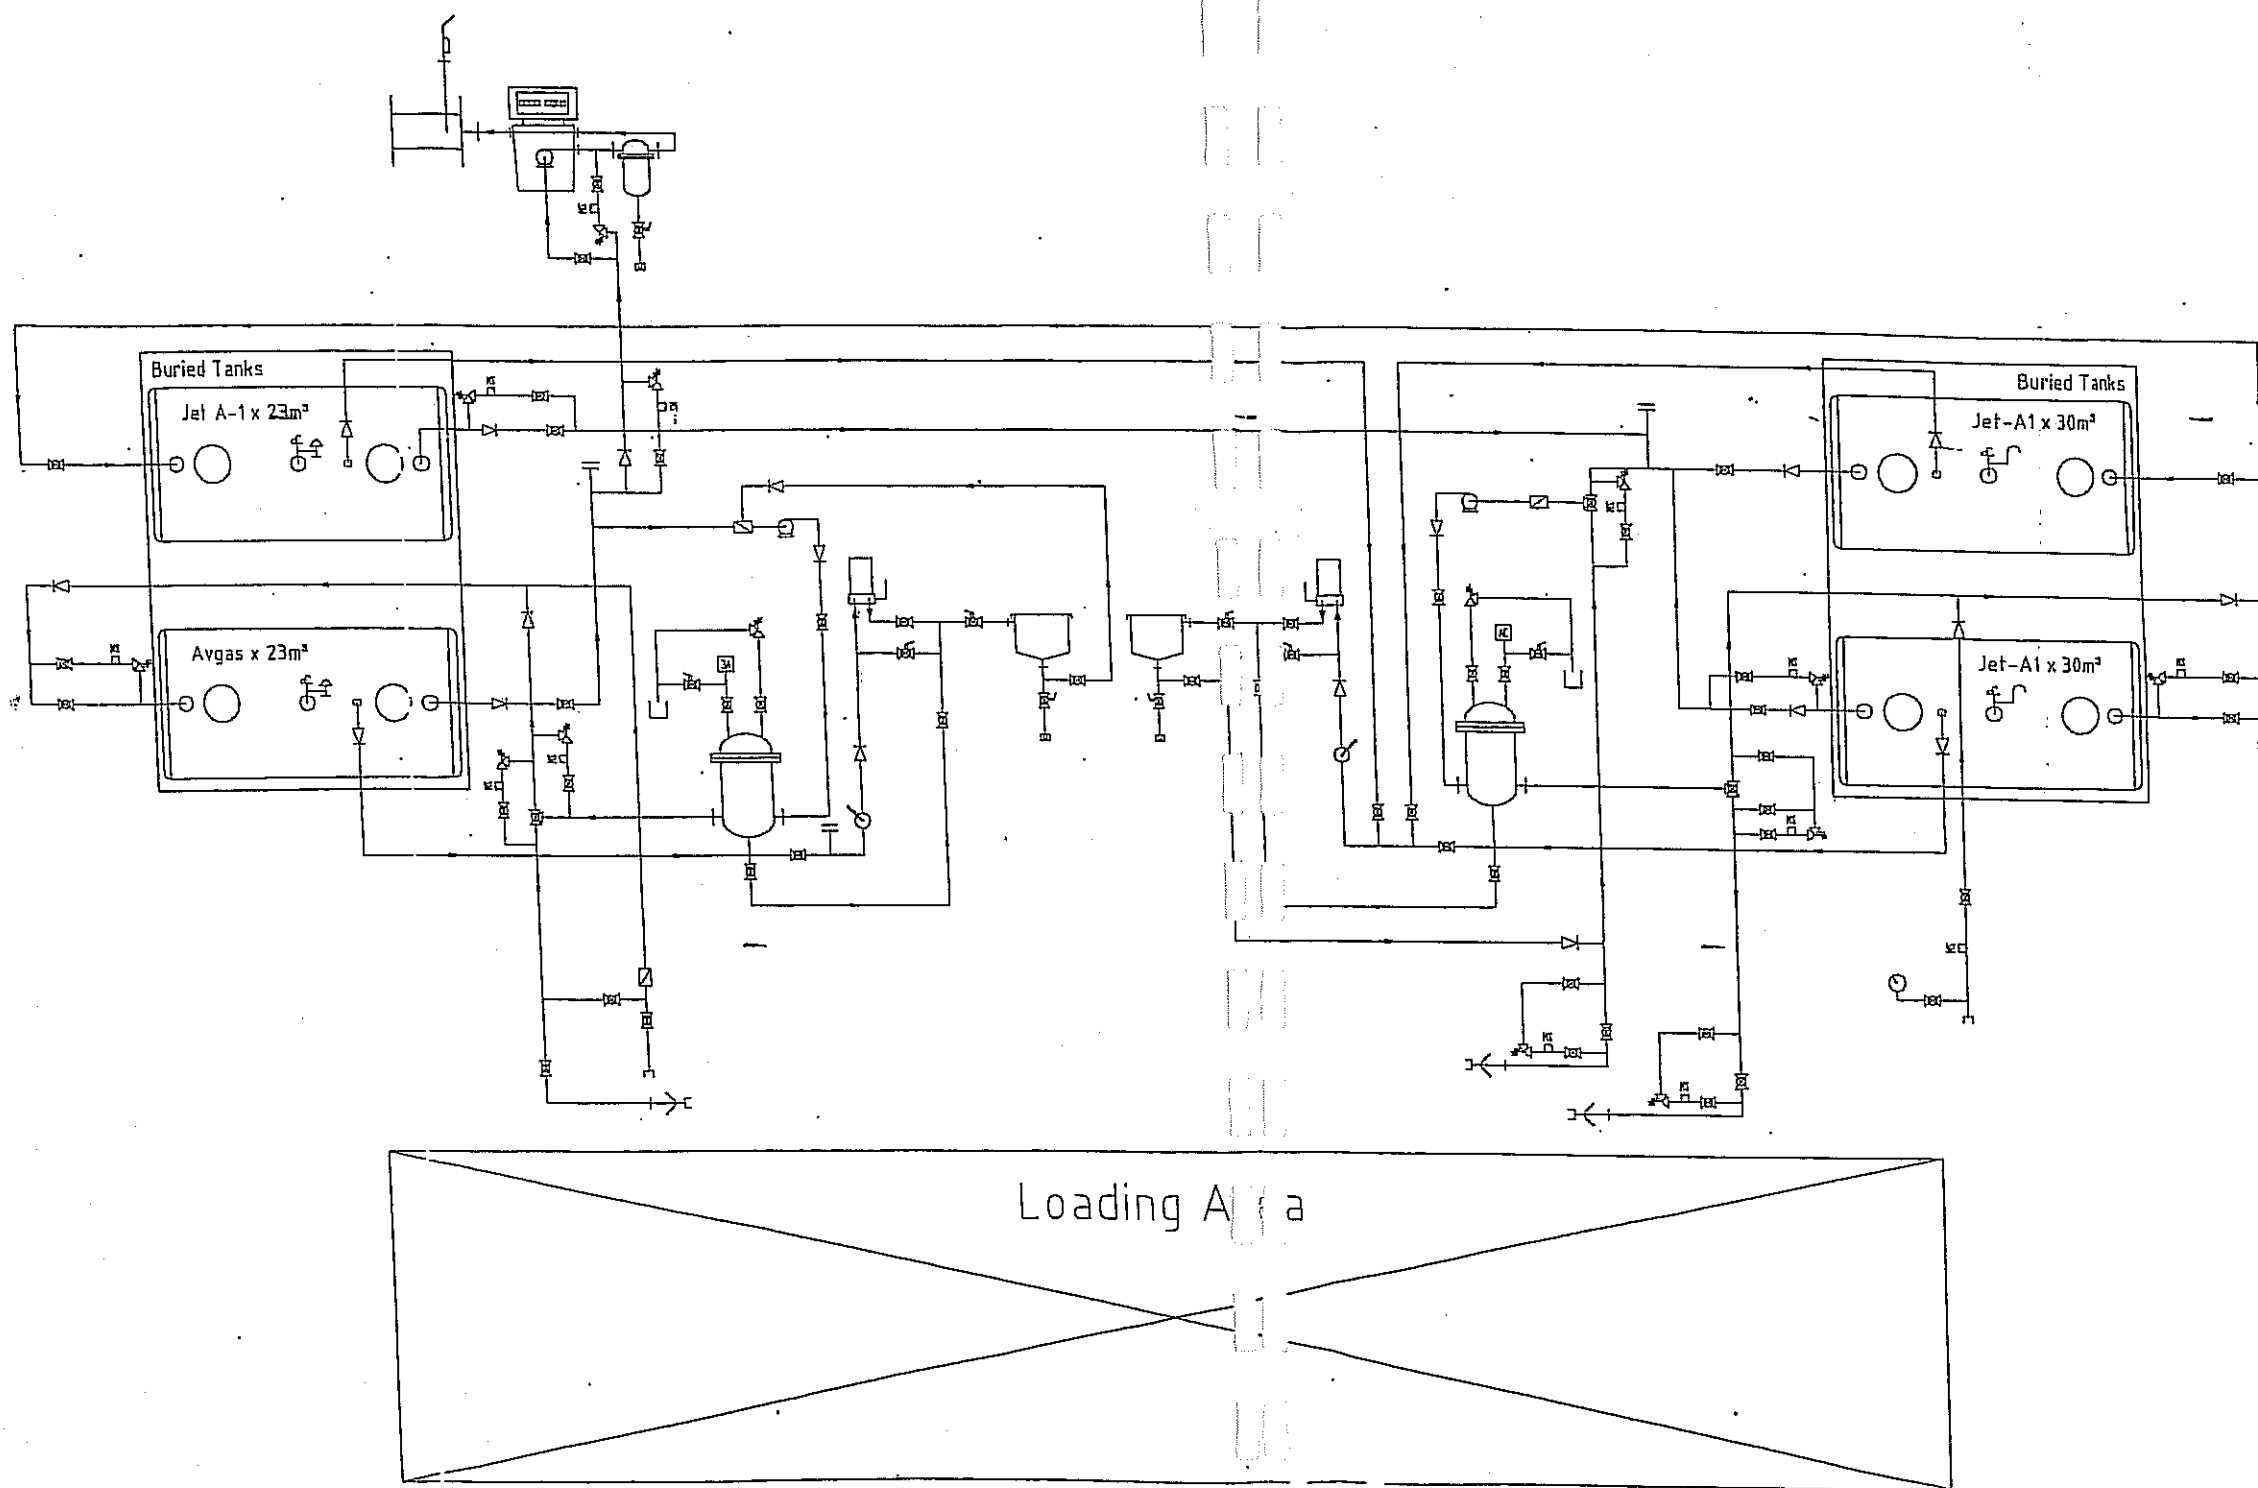 Buried Tanks
Jet A-1 x 23m³
Avgas x 23m³
Buried Tanks
Jet-A1 x 30m³
Jet-A1 x 30m³
Loading A a